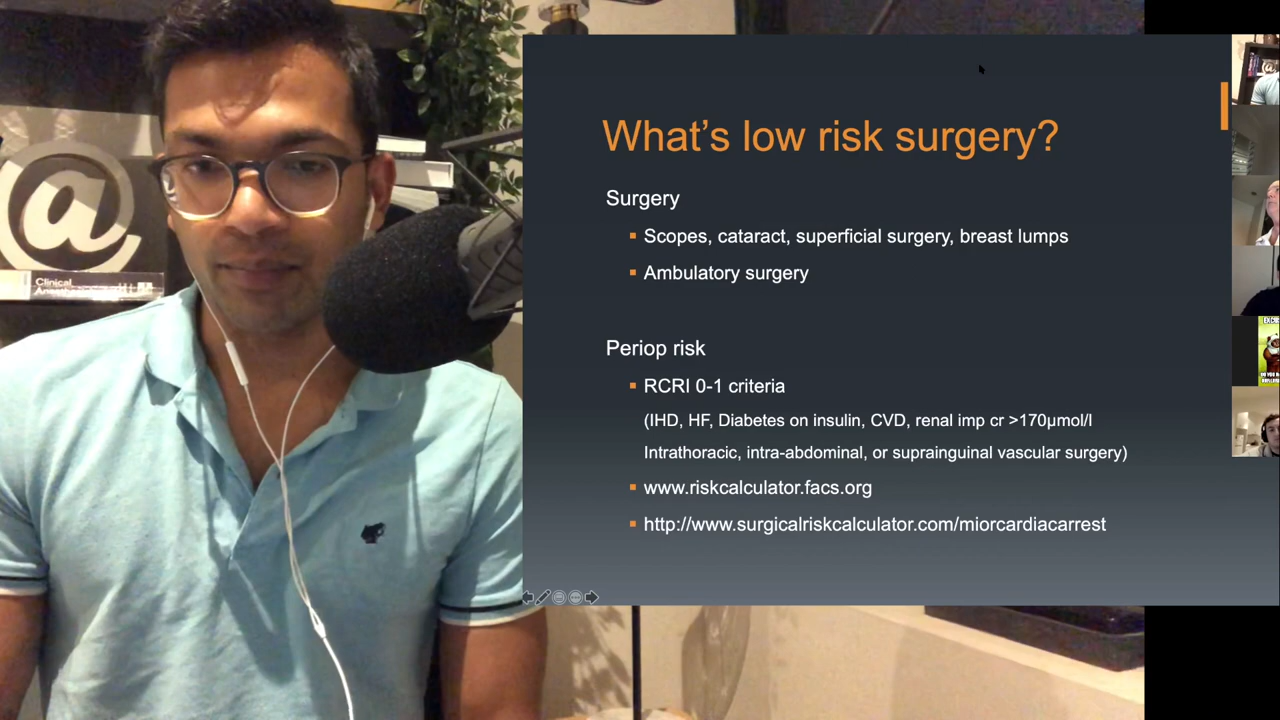 What's low risk surgery?
Surgery
Scopes, cataract, superficial surgery, breast lumps
Ambulatory surgery
Periop risk
RCRI 0-1 criteria
(IHD, HF, Diabetes on insulin, CVD, renal imp cr >170µmol/l
Intrathoracic, intra-abdominal, or suprainguinal vascular surgery)
www.riskcalculator.facs.org
http://www.surgicalriskcalculator.com/miorcardiacarrest
@
Clinical